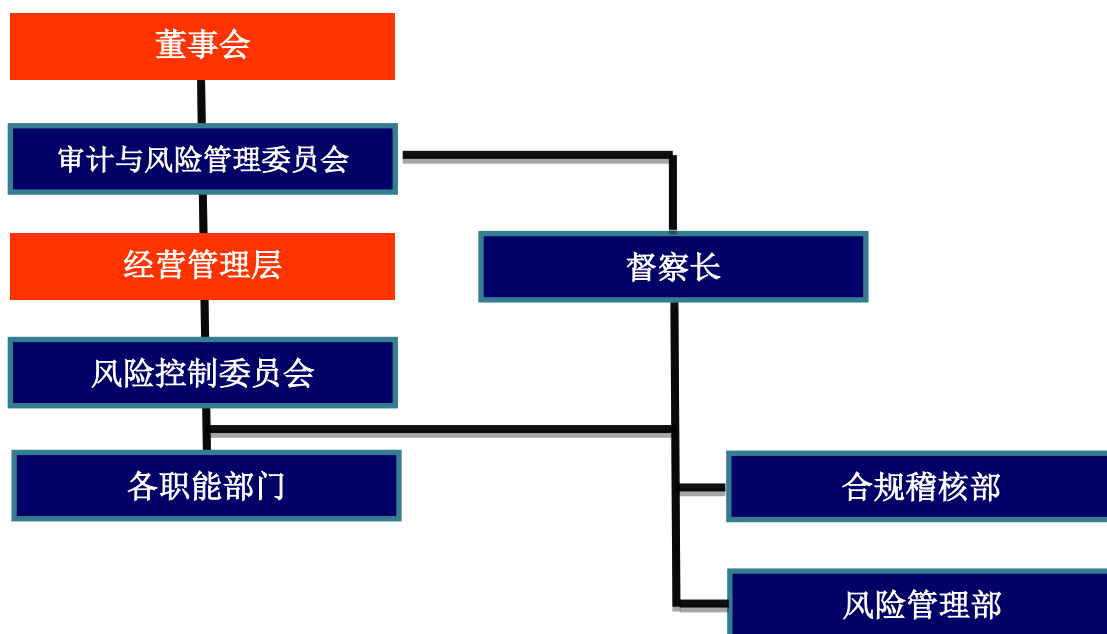 董事会
审计与风险管理委员会
经营管理层
督察长
风险控制委员会
各职能部门
合规稽核部
风险管理部